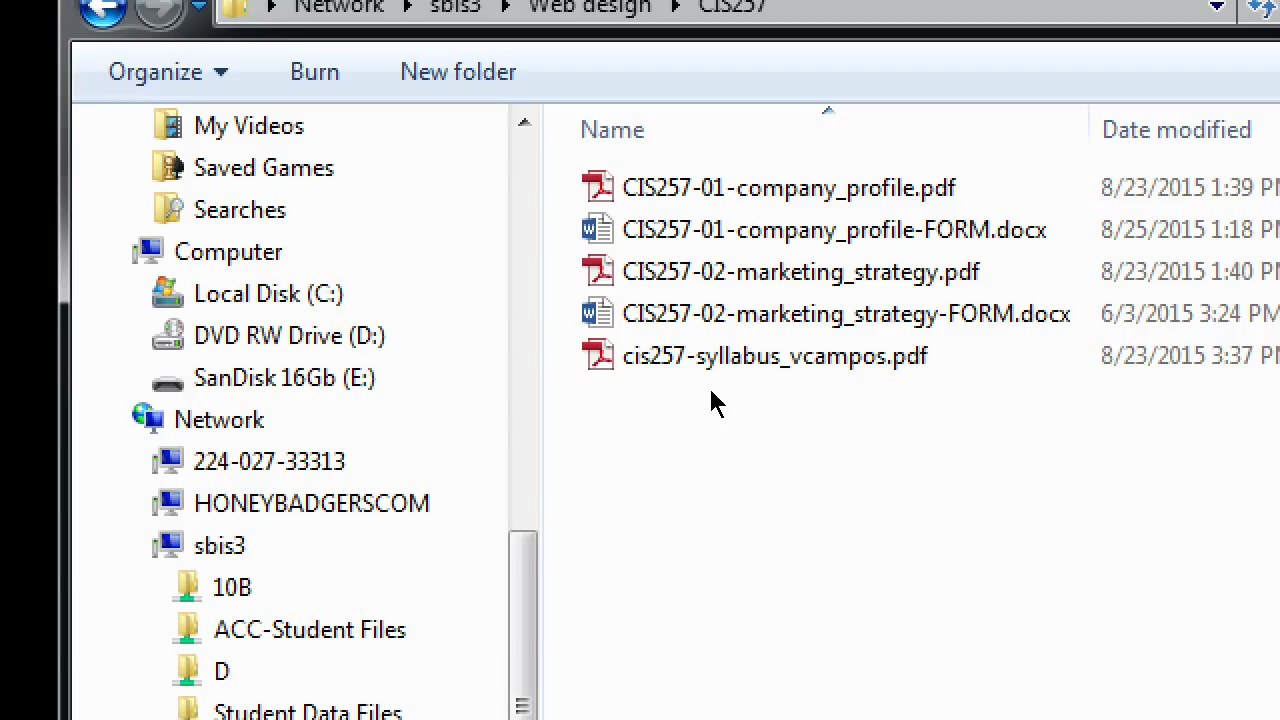 Network sbis3 Web design CIS257
Organize Burn New folder
My Videos
Saved Games
Searches
Computer
Local Disk (C:)
DVD RW Drive (D:)
SanDisk 16Gb (E:)
Network
224-027-33313
HONEYBADGERSCOM
sbis3
10B
ACC-Student Files
D
Student Data Files
Name Date modified
CIS257-01-company_profile.pdf 8/23/2015 1:39 PM
CIS257-01-company_profile-FORM.docx 8/25/2015 1:18 PM
CIS257-02-marketing_strategy.pdf 8/23/2015 1:40 PM
CIS257-02-marketing_strategy-FORM.docx 6/3/2015 3:24 PM
cis257-syllabus_vcampos.pdf 8/23/2015 3:37 PM